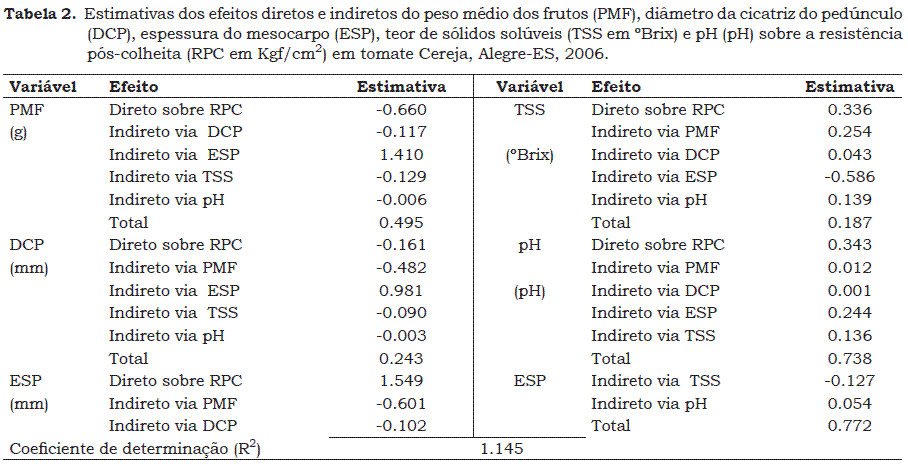 Tabela 2. Estimativas dos efeitos diretos e indiretos do peso médio dos frutos (PMF), diâmetro da cicatriz do pedúnculo
(DCP), espessura do mesocarpo (ESP), teor de sólidos solúveis (TSS em °Brix) e pH (pH) sobre a resistência
pós-colheita (RPC em Kgf/cm²) em tomate Cereja, Alegre-ES, 2006.
Variável Efeito Estimativa Variável Efeito Estimativa
PMF Direto sobre RPC -0.660 TSS Direto sobre RPC 0.336
(g) Indireto via DCP -0.117 Indireto via PMF 0.254
Indireto via ESP 1.410 (°Brix) Indireto via DCP 0.043
Indireto via TSS -0.129 Indireto via ESP -0.586
Indireto via pH -0.006 Indireto via pH 0.139
Total 0.495 Total 0.187
DCP Direto sobre RPC -0.161 pH Direto sobre RPC 0.343
(mm) Indireto via PMF -0.482 Indireto via PMF 0.012
Indireto via ESP 0.981 (pH) Indireto via DCP 0.001
Indireto via TSS -0.090 Indireto via ESP 0.244
Indireto via pH -0.003 Indireto via TSS 0.136
Total 0.243 Total 0.738
ESP Direto sobre RPC 1.549 ESP Indireto via TSS -0.127
(mm) Indireto via PMF -0.601 Indireto via pH 0.054
Indireto via DCP -0.102 Total 0.772
Coeficiente de determinação (R²) 1.145